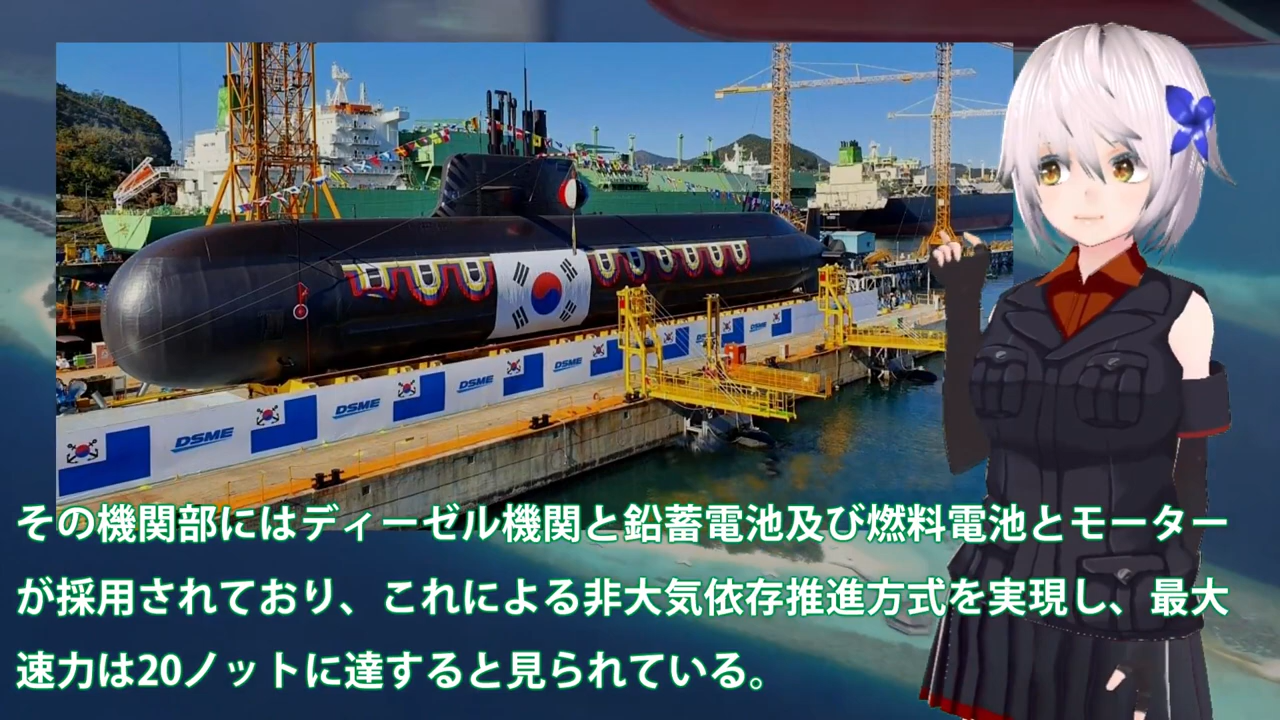 DSME
DSME
DSME
DSME
DSME
その機関部にはディーゼル機関と鉛蓄電池及び燃料電池とモーター
が採用されており、これによる非大気依存推進方式を実現し、最大
速力は20ノットに達すると見られている。